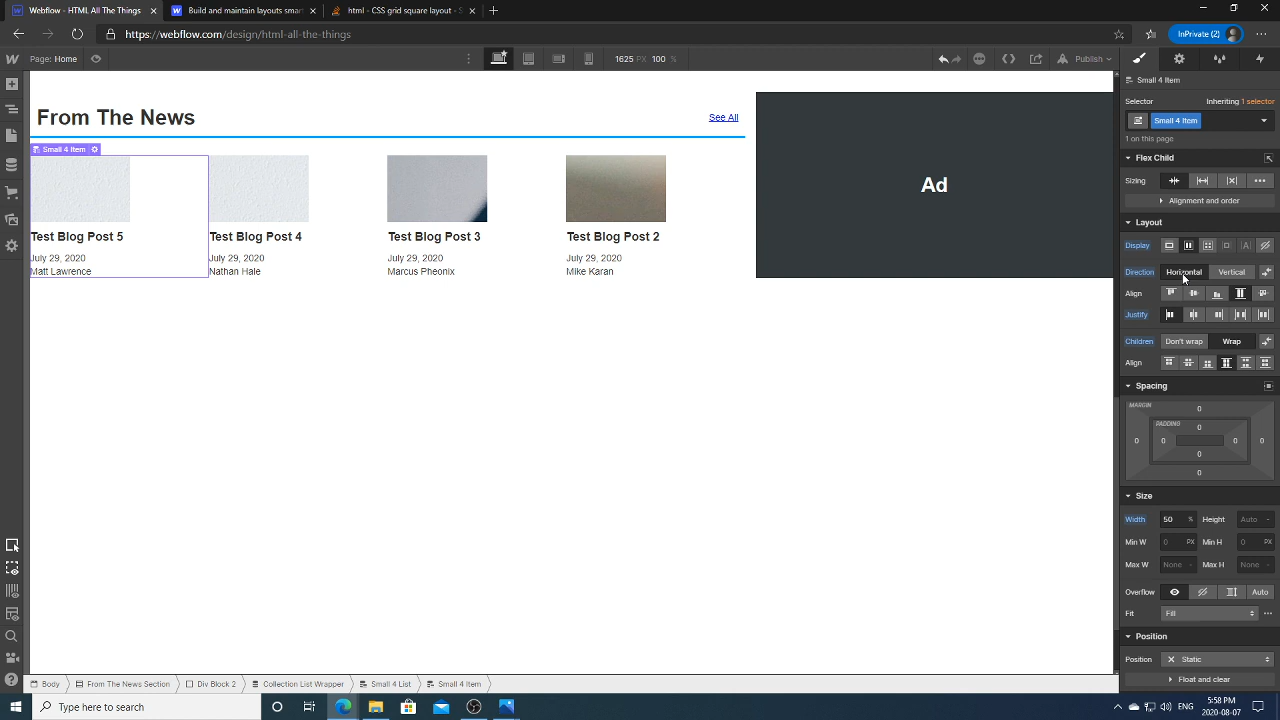 Webflow - HTML All The Things
Build and maintain layouts smar
html - CSS grid square layout - S
https://webflow.com/design/html-all-the-things
InPrivate (2)
Page: Home
1625 PX 100 %
Publish
From The News
See All
Small 4 Item
Test Blog Post 5
July 29, 2020
Matt Lawrence
Test Blog Post 4
July 29, 2020
Nathan Hale
Test Blog Post 3
July 29, 2020
Marcus Pheonix
Test Blog Post 2
July 29, 2020
Mike Karan
Ad
Small 4 Item
Selector Inheriting 1 selector
Small 4 Item
1 on this page
Flex Child
Sizing
Alignment and order
Layout
Display
Direction Horizontal Vertical
Align
Justify
Children Don't wrap Wrap
Align
Spacing
MARGIN
0
PADDING
0
0 0 0 0
0
0
Size
Width 50 % Height Auto -
Min W 0 PX Min H 0 PX
Max W None - Max H None -
Overflow Auto
Fit Fill
Position
Position Static
Float and clear
Body From The News Section Div Block 2 Collection List Wrapper Small 4 List Small 4 Item
Type here to search
ENG
5:58 PM
2020-08-07